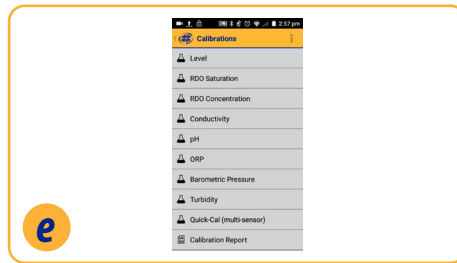 2:57 pm
Calibrations
Level
RDO Saturation
RDO Concentration
Conductivity
pH
ORP
Barometric Pressure
Turbidity
Quick-Cal (multi-sensor)
Calibration Report
e